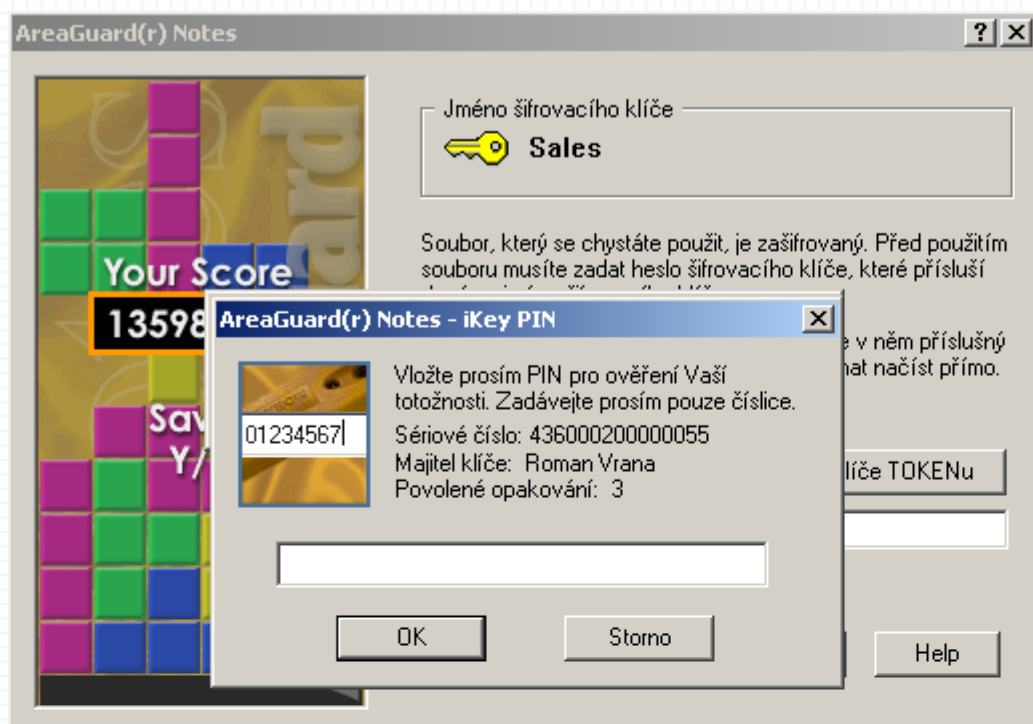 AreaGuard(r) Notes
Jméno šifrovacího klíče
Sales
Soubor, který se chystáte použít, je zašifrovaný. Před použitím
souboru musíte zadat heslo šifrovacího klíče, které přísluší
Your Score
13598
Sav
Y/
ard
v něm příslušný
nat načíst přímo.
líče TOKENu
Help
AreaGuard(r) Notes - iKey PIN
Vložte prosím PIN pro ověření Vaší
totožnosti. Zadávejte prosím pouze číslice.
01234567
Sériové číslo: 436000200000055
Majitel klíče: Roman Vrana
Povolené opakování: 3
OK
Storno